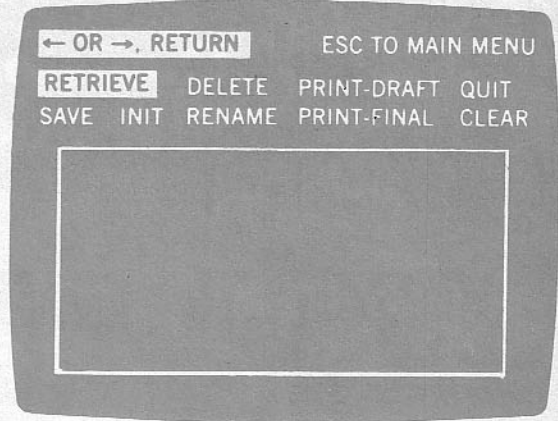 ← OR →, RETURN ESC TO MAIN MENU
RETRIEVE DELETE PRINT-DRAFT QUIT
SAVE INIT RENAME PRINT-FINAL CLEAR